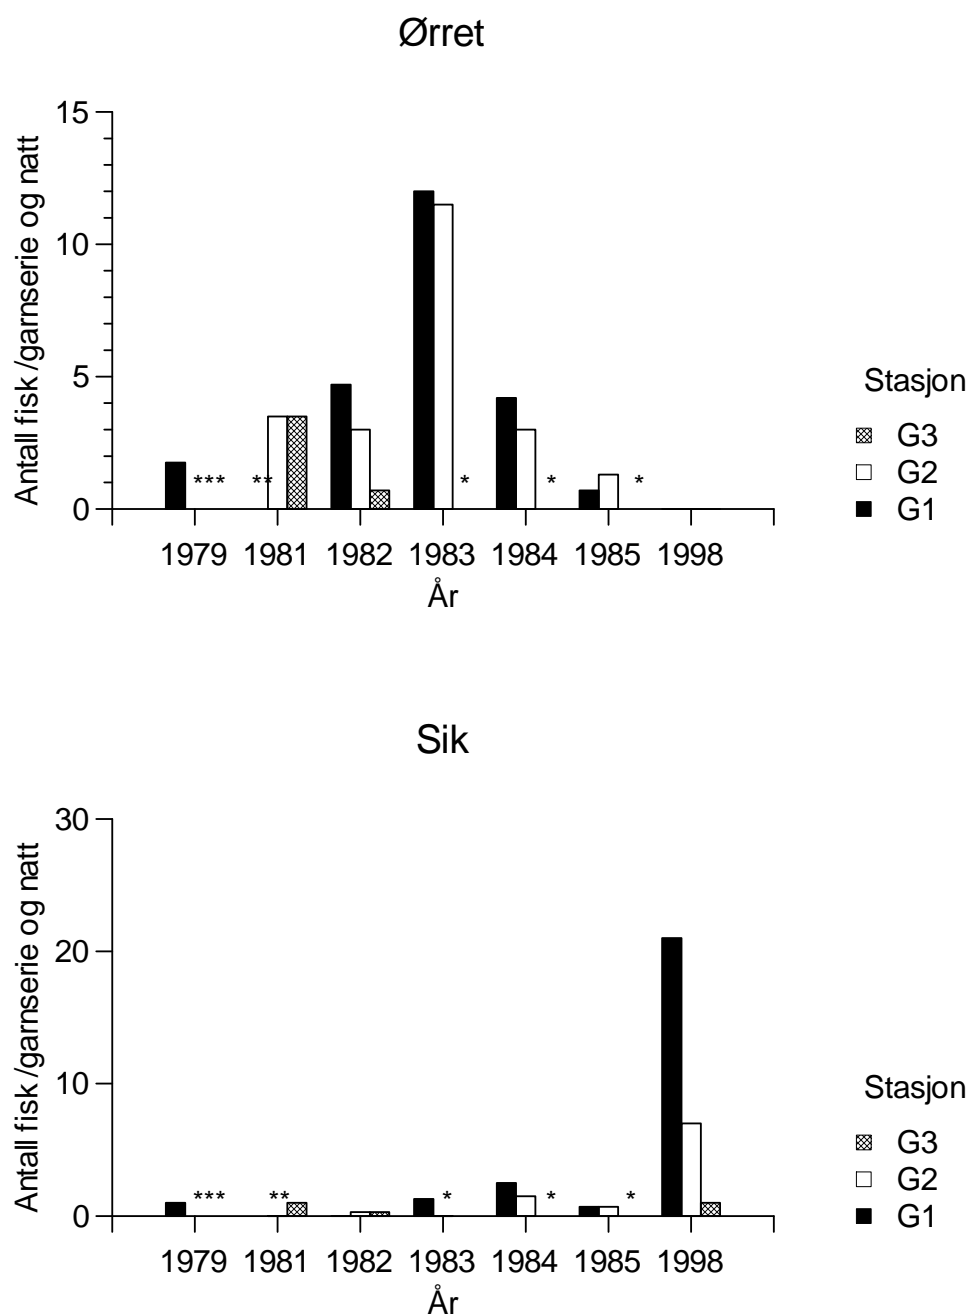 Ørret
15
10
5
0
Antall fisk /garnserie og natt
*** ** * * *
1979 1981 1982 1983 1984 1985 1998
År
Stasjon
G3
G2
G1
Sik
30
20
10
0
Antall fisk /garnserie og natt
*** ** * * *
1979 1981 1982 1983 1984 1985 1998
År
Stasjon
G3
G2
G1